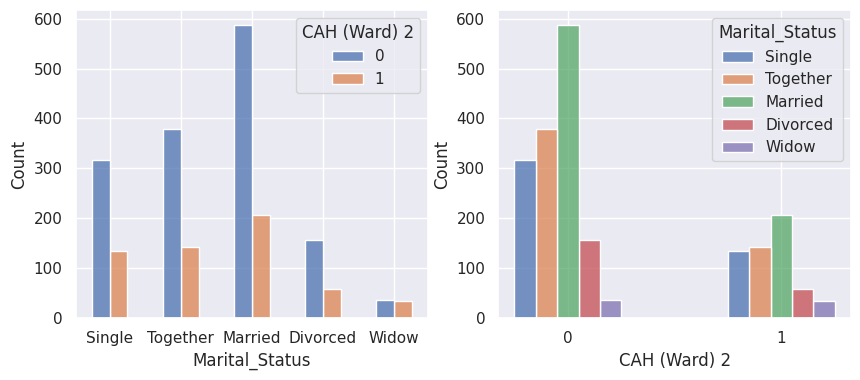 600
500
400
300
200
100
0
Count
Single Together Married Divorced Widow
Marital_Status
CAH (Ward) 2
0
1
600
500
400
300
200
100
0
Count
0 1
CAH (Ward) 2
Marital_Status
Single
Together
Married
Divorced
Widow